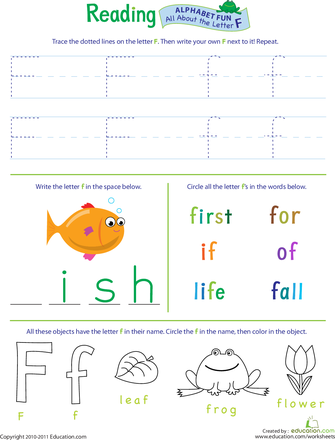 Reading
ALPHABET FUN
All About the Letter F
Trace the dotted lines on the letter F. Then write your own F next to it! Repeat.
F F f f
F F f f
Write the letter f in the space below.
Circle all the letter f's in the words below.
first for
if of
life fall
_ i s h
All these objects have the letter f in their name. Circle the F in the name, then color in the object.
F f
F f
leaf
frog
flower
Copyright 2010-2011 Education.com
Created by :
education.com
www.education.com/worksheets